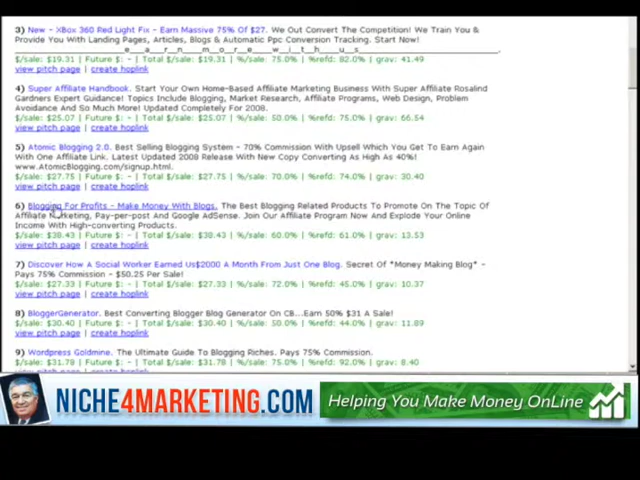 3) New - XBox 360 Red Light Fix - Earn Massive 75% Of $27. We Out Convert The Competition! We Train You &
Provide You With Landing Pages, Articles, Blogs & Automatic Ppc Conversion Tracking. Start Now!
e__a__r__n__m__o__r__e__w__i__t__h__u__s
$/sale: $19.31 | Future $: - | Total $/sale: $19.31 | %/sale: 75.0% | %refd: 82.0% | grav: 41.49
view pitch page | create hoplink
4) Super Affiliate Handbook. Start Your Own Home-Based Affiliate Marketing Business With Super Affiliate Rosalind
Gardners Expert Guidance! Topics Include Blogging, Market Research, Affiliate Programs, Web Design, Problem
Avoidance And So Much More! Updated Completely For 2008.
$/sale: $25.07 | Future $: - | Total $/sale: $25.07 | %/sale: 50.0% | %refd: 75.0% | grav: 66.54
view pitch page | create hoplink
5) Atomic Blogging 2.0. Best Selling Blogging System - 70% Commission With Upsell Which You Get To Earn Again
With One Affiliate Link. Latest Updated 2008 Release With New Copy Converting As High As 40%!
www.AtomicBlogging.com/signup.html.
$/sale: $27.75 | Future $: - | Total $/sale: $27.75 | %/sale: 70.0% | %refd: 74.0% | grav: 30.40
view pitch page | create hoplink
6) Blogging For Profits - Make Money With Blogs. The Best Blogging Related Products To Promote On The Topic Of
Affiliate Marketing, Pay-per-post And Google AdSense. Join Our Affiliate Program Now And Explode Your Online
Income With High-converting Products.
$/sale: $38.43 | Future $: - | Total $/sale: $38.43 | %/sale: 60.0% | %refd: 61.0% | grav: 13.53
view pitch page | create hoplink
7) Discover How A Social Worker Earned Us$2000 A Month From Just One Blog. Secret Of *Money Making Blog* -
Pays 75% Commission - $50.25 Per Sale!
$/sale: $27.33 | Future $: - | Total $/sale: $27.33 | %/sale: 72.0% | %refd: 45.0% | grav: 10.37
view pitch page | create hoplink
8) BloggerGenerator. Best Converting Blogger Blog Generator On CB...Earn 50% $31 A Sale!
$/sale: $30.40 | Future $: - | Total $/sale: $30.40 | %/sale: 50.0% | %refd: 44.0% | grav: 11.89
view pitch page | create hoplink
9) Wordpress Goldmine. The Ultimate Guide To Blogging Riches. Pays 75% Commission.
$/sale: $31.78 | Future $: - | Total $/sale: $31.78 | %/sale: 75.0% | %refd: 92.0% | grav: 8.40
NICHE4MARKETING.COM
Helping You Make Money OnLine